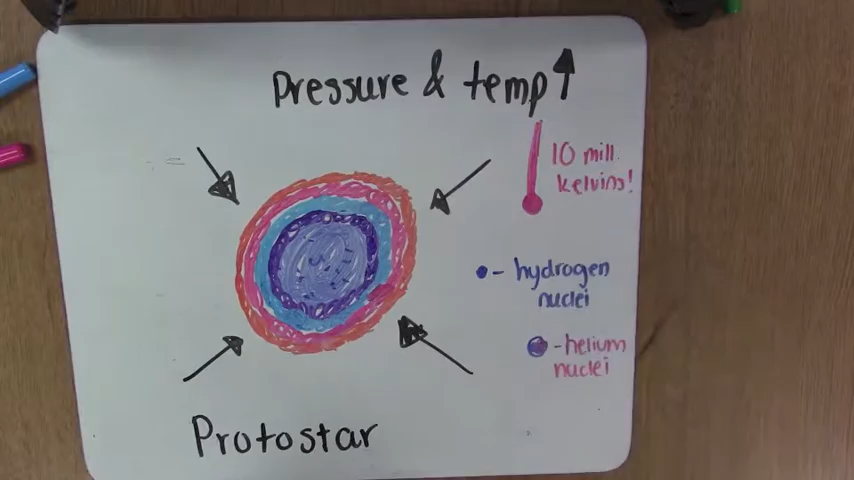 Pressure & temp
10 mill.
kelvins!
- hydrogen
nuclei
- helium
nuclei
Protostar